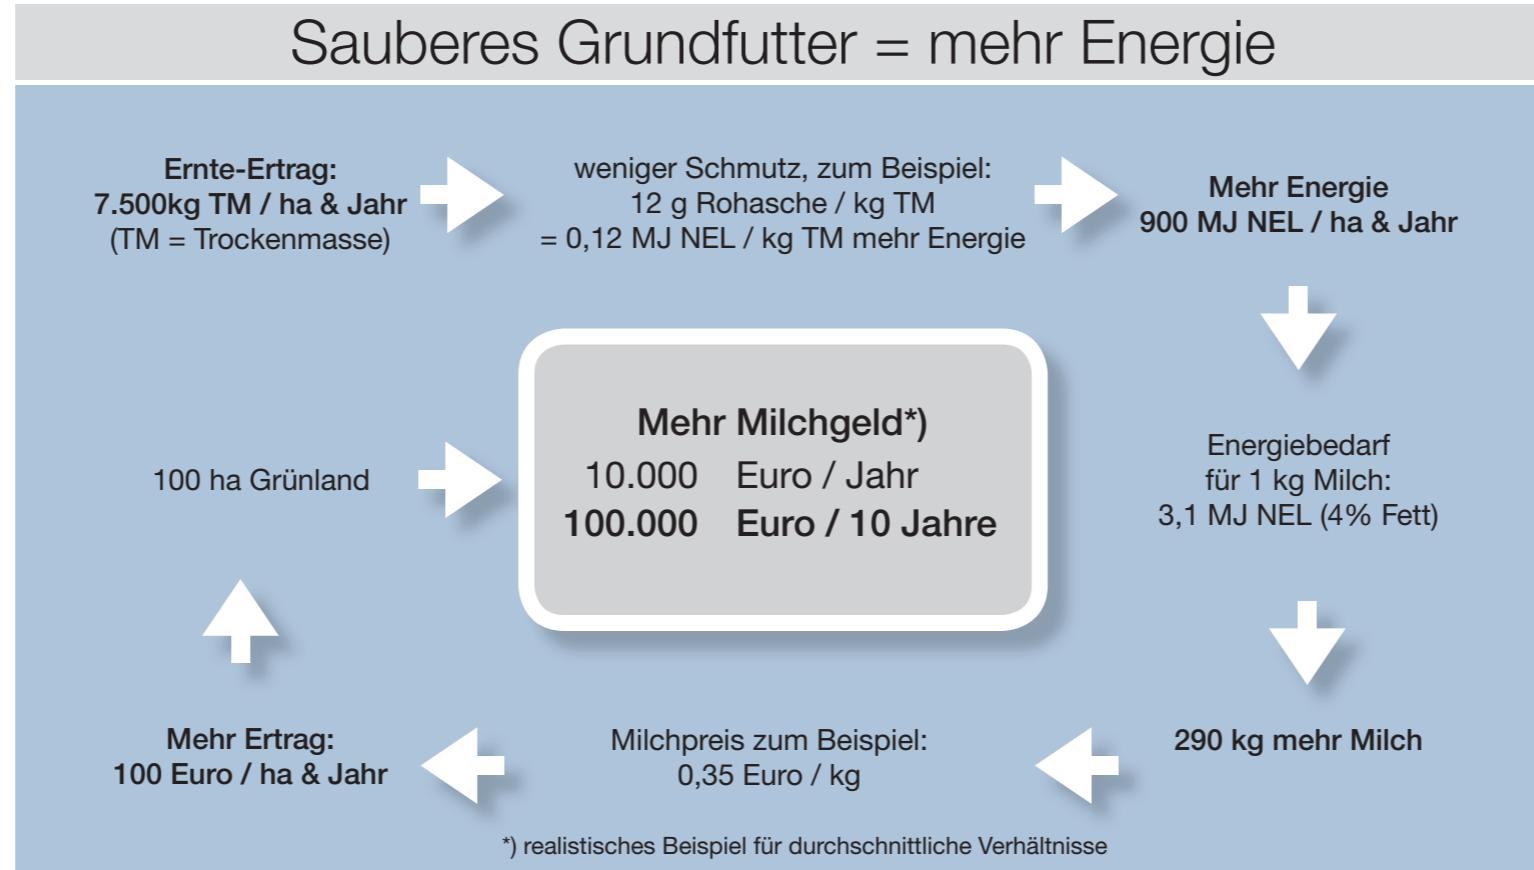 Sauberes Grundfutter = mehr Energie
Ernte-Ertrag:
7.500kg TM / ha & Jahr
(TM = Trockenmasse)
weniger Schmutz, zum Beispiel:
12 g Rohasche / kg TM
= 0,12 MJ NEL / kg TM mehr Energie
Mehr Energie
900 MJ NEL / ha & Jahr
Energiebedarf
für 1 kg Milch:
3,1 MJ NEL (4% Fett)
290 kg mehr Milch
Milchpreis zum Beispiel:
0,35 Euro / kg
Mehr Ertrag:
100 Euro / ha & Jahr
100 ha Grünland
Mehr Milchgeld*)
10.000 Euro / Jahr
100.000 Euro / 10 Jahre
*) realistisches Beispiel für durchschnittliche Verhältnisse